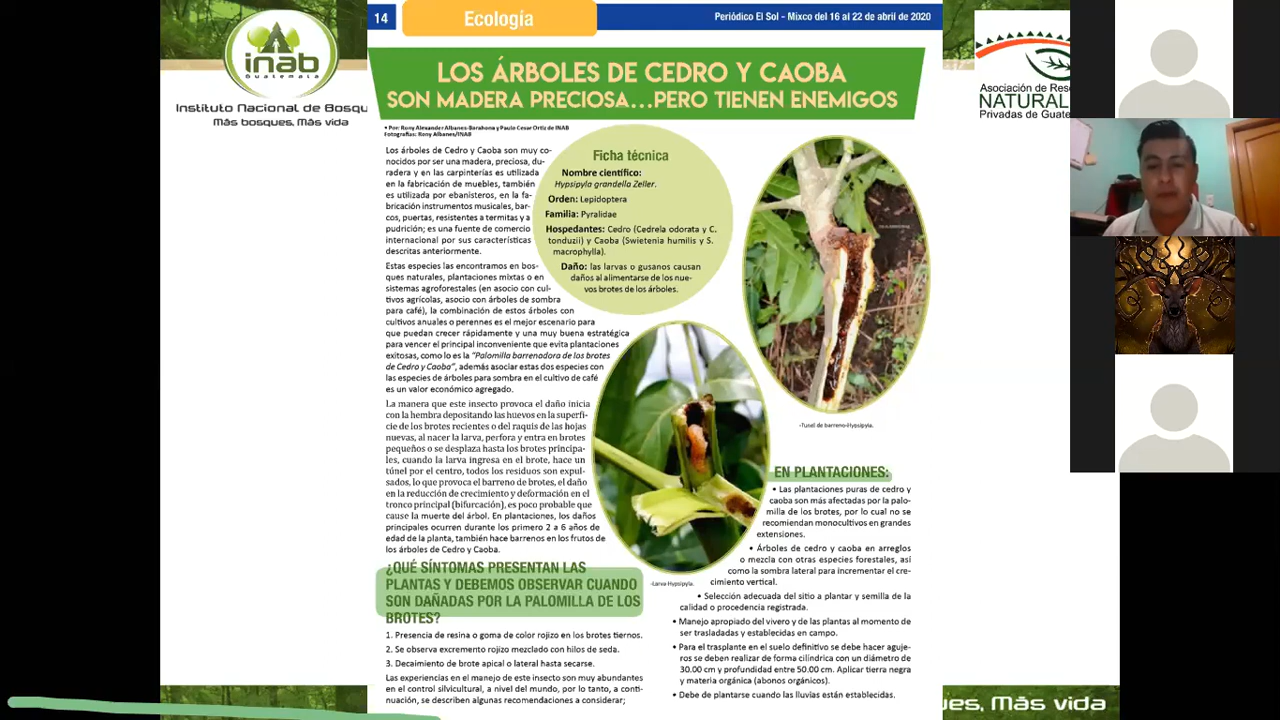 inab
Guatemala
Instituto Nacional de Bosqu
Más bosques, Más vida
14
Ecología
Periódico El Sol - Mixco del 16 al 22 de abril de 2020
LOS ÁRBOLES DE CEDRO Y CAOBA
SON MADERA PRECIOSA...PERO TIENEN ENEMIGOS
Asociación de Rese
NATURAL
Privadas de Guate
• Por: Rony Alexander Albanes-Barahona y Paulo Cesar Ortiz de INAB
Fotografías: Rony Albanes/INAB
Los árboles de Cedro y Caoba son muy co-
nocidos por ser una madera, preciosa, du-
radera y en las carpinterías es utilizada
en la fabricación de muebles, también
es utilizada por ebanisteros, en la fa-
bricación instrumentos musicales, bar-
cos, puertas, resistentes a termitas y a
pudrición; es una fuente de comercio
internacional por sus características
descritas anteriormente.
Estas especies las encontramos en bos-
ques naturales, plantaciones mixtas o en
sistemas agroforestales (en asocio con cul-
tivos agrícolas, asocio con árboles de sombra
para café), la combinación de estos árboles con
cultivos anuales o perennes es el mejor escenario para
que puedan crecer rápidamente y una muy buena estratégica
para vencer el principal inconveniente que evita plantaciones
exitosas, como lo es la "Palomilla barrenadora de los brotes
de Cedro y Caoba", además asociar estas dos especies con
las especies de árboles para sombra en el cultivo de café
es un valor económico agregado.
La manera que este insecto provoca el daño inicia
con la hembra depositando las huevos en la superfi-
cie de los brotes recientes o del raquis de las hojas
nuevas, al nacer la larva, perfora y entra en brotes
pequeños o se desplaza hasta los brotes principa-
les, cuando la larva ingresa en el brote, hace un
túnel por el centro, todos los residuos son expul-
sados, lo que provoca el barreno de brotes, el daño
en la reducción de crecimiento y deformación en el
tronco principal (bifurcación), es poco probable que
cause la muerte del árbol. En plantaciones, los daños
principales ocurren durante los primero 2 a 6 años de
edad de la planta, también hace barrenos en los frutos de
los árboles de Cedro y Caoba.
¿QUÉ SÍNTOMAS PRESENTAN LAS
PLANTAS Y DEBEMOS OBSERVAR CUANDO
SON DAÑADAS POR LA PALOMILLA DE LOS
BROTES?
1. Presencia de resina o goma de color rojizo en los brotes tiernos.
2. Se observa excremento rojizo mezclado con hilos de seda.
3. Decaimiento de brote apical o lateral hasta secarse.
Las experiencias en el manejo de este insecto son muy abundantes
en el control silvicultural, a nivel del mundo, por lo tanto, a conti-
nuación, se describen algunas recomendaciones a considerar;
Ficha técnica
Nombre científico:
Hypsipyla grandella Zeller.
Orden: Lepidoptera
Familia: Pyralidae
Hospedantes: Cedro (Cedrela odorata y C.
tonduzii) y Caoba (Swietenia humilis y S.
macrophylla).
Daño: las larvas o gusanos causan
daños al alimentarse de los nue-
vos brotes de los árboles.
-Tunel de barreno-Hypsipyla.
-Larva Hypsipyla.
EN PLANTACIONES:
• Las plantaciones puras de cedro y
caoba son más afectadas por la palo-
milla de los brotes, por lo cual no se
recomiendan monocultivos en grandes
extensiones.
• Árboles de cedro y caoba en arreglos
o mezcla con otras especies forestales, así
como la sombra lateral para incrementar el cre-
cimiento vertical.
• Selección adecuada del sitio a plantar y semilla de la
calidad o procedencia registrada.
• Manejo apropiado del vivero y de las plantas al momento de
ser trasladadas y establecidas en campo.
• Para el trasplante en el suelo definitivo se debe hacer aguje-
ros se deben realizar de forma cilíndrica con un diámetro de
30.00 cm y profundidad entre 50.00 cm. Aplicar tierra negra
y materia orgánica (abonos orgánicos).
• Debe de plantarse cuando las lluvias están establecidas.
ues, Más vida